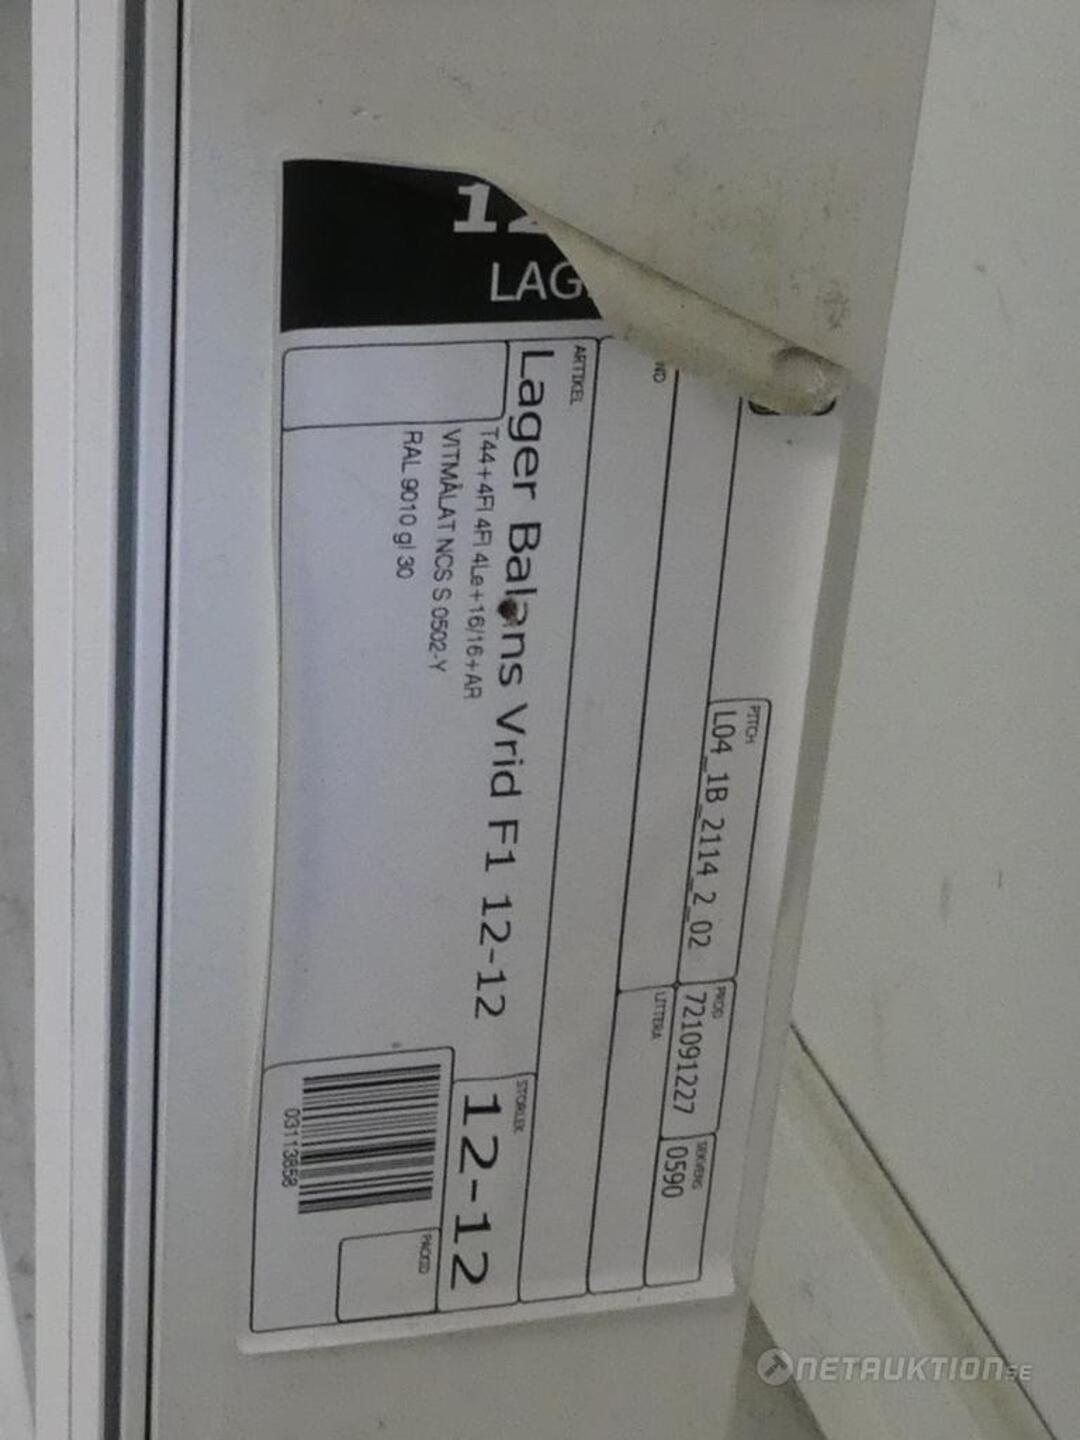 12
LAG
PITCH
L04_1B_2114_2_02
PROD
721091227
SEKVENS
0590
ND
LITTERA
ARTIKEL
Lager Balans Vrid F1 12-12
STORLEK
12-12
T44+4Fl 4Fl 4Le+16/16+AR
VITMÅLAT NCS S 0502-Y
RAL 9010 gl 30
03113858
PACKID
NETAUKTION.SE